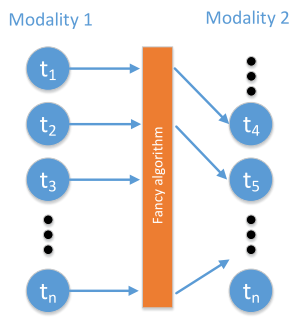 Modality 1
Modality 2
t1
t2
t3
tn
Fancy algorithm
t4
t5
tn